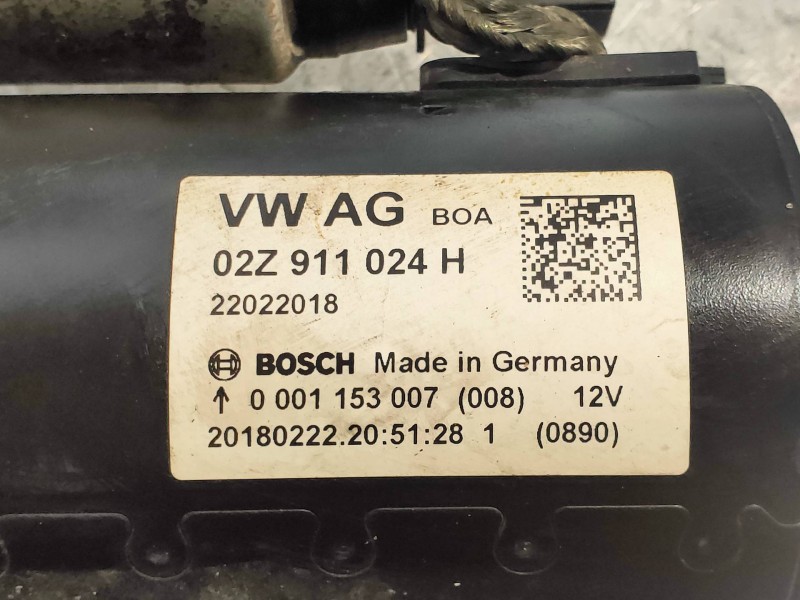 VW AG BOA
02Z 911 024 H
22022018
BOSCH Made in Germany
↑ 0 001 153 007 (008) 12V
20180222.20:51:28 1 (0890)